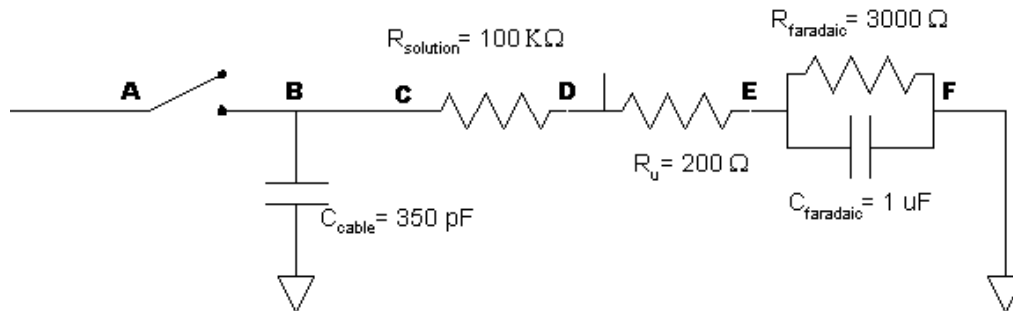 R_faradaic= 3000 Ω
R_solution= 100 KΩ
A B C D E F
R_u= 200 Ω
C_cable= 350 pF
C_faradaic= 1 uF